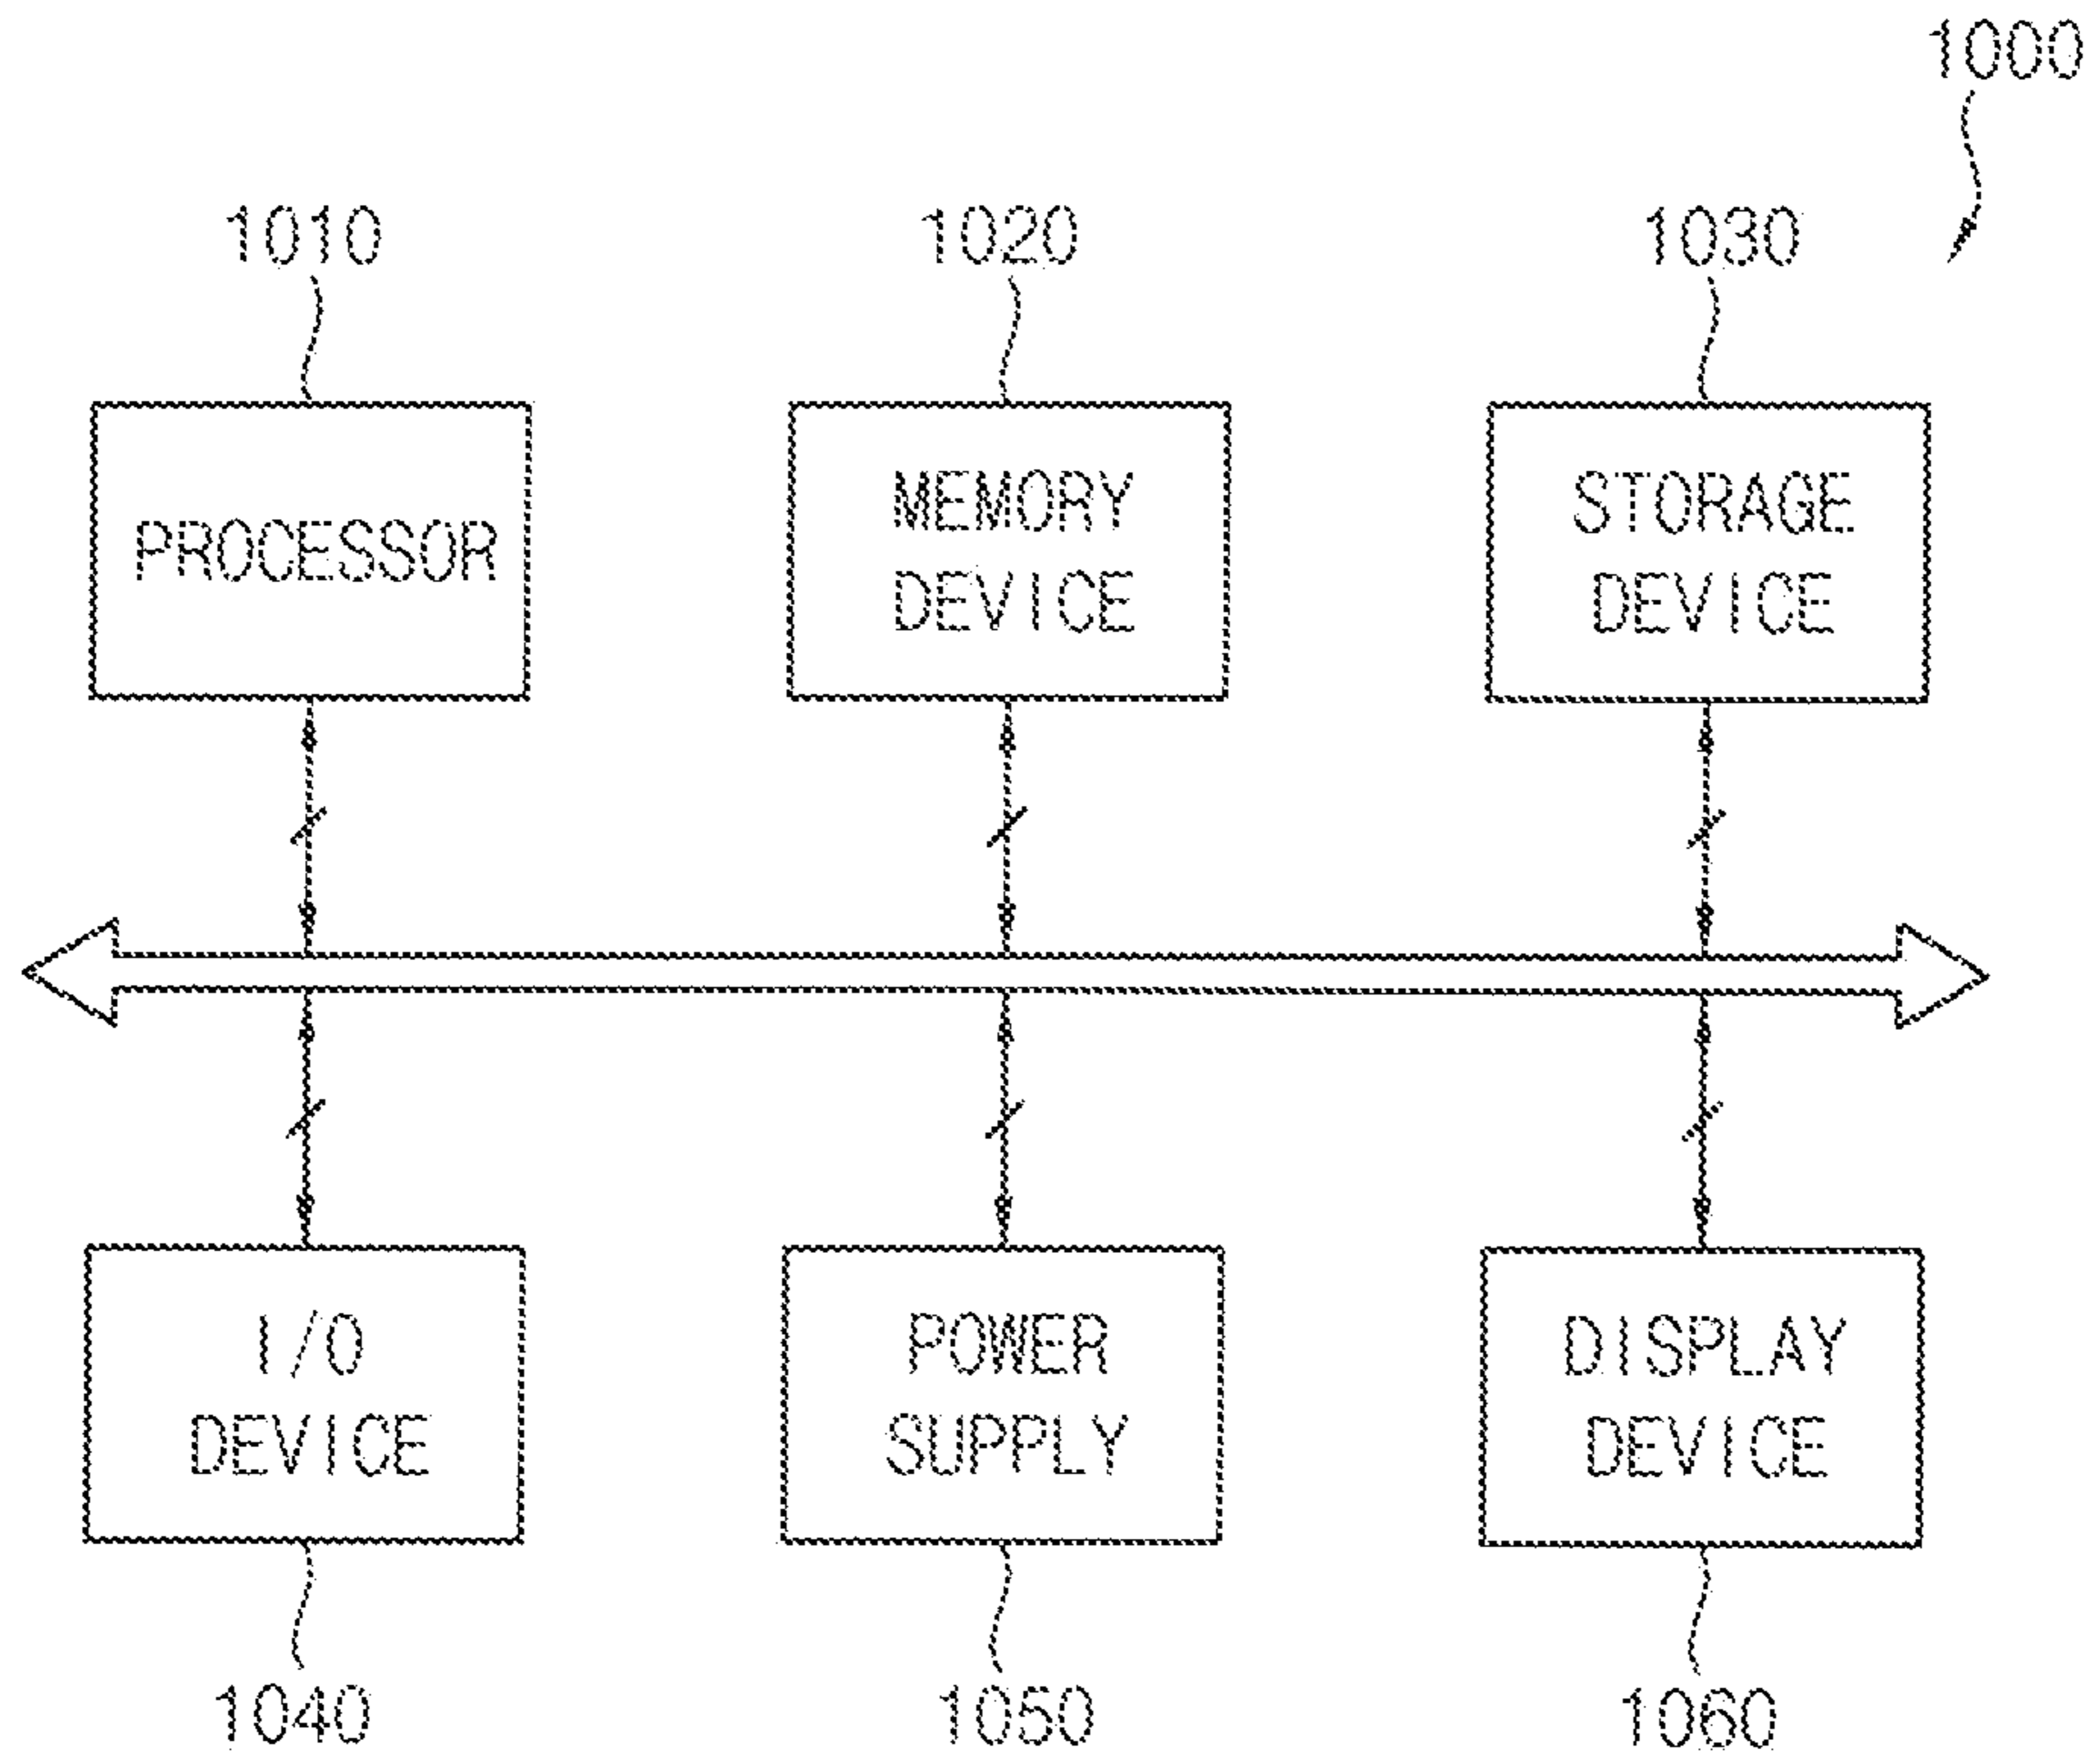 1000
1010
1020
1030
PROCESSOR
MEMORY
DEVICE
STORAGE
DEVICE
I/O
DEVICE
POWER
SUPPLY
DISPLAY
DEVICE
1040
1050
1060